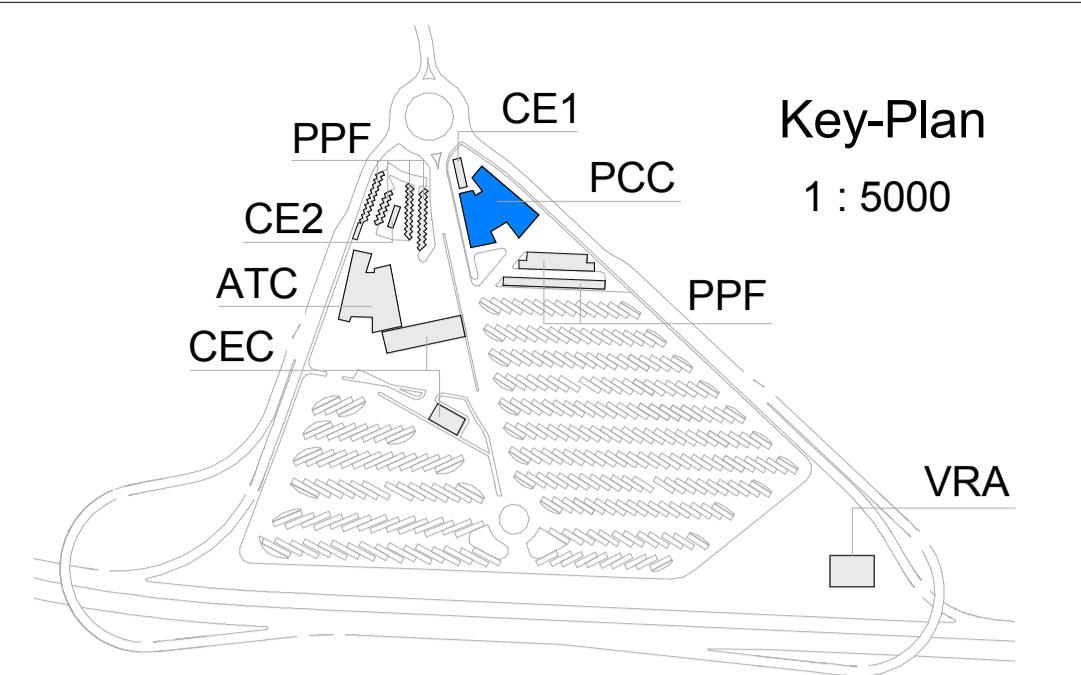 CE1
Key-Plan
PPF
PCC
1 : 5000
CE2
ATC
PPF
CEC
VRA